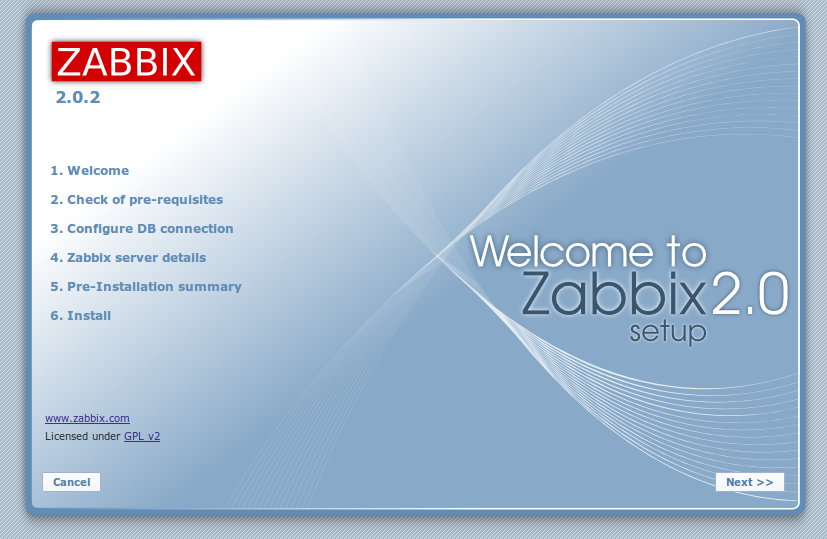 ZABBIX
2.0.2
1. Welcome
2. Check of pre-requisites
3. Configure DB connection
4. Zabbix server details
5. Pre-Installation summary
6. Install
Welcome to
Zabbix 2.0
setup
www.zabbix.com
Licensed under GPL v2
Cancel
Next >>